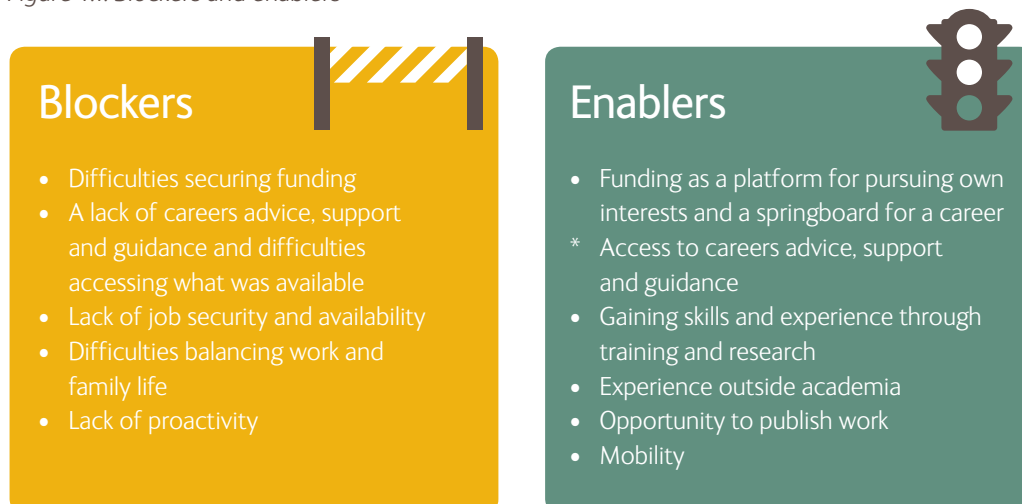 Blockers
• Difficulties securing funding
• A lack of careers advice, support
and guidance and difficulties
accessing what was available
• Lack of job security and availability
• Difficulties balancing work and
family life
• Lack of proactivity
Enablers
• Funding as a platform for pursuing own
interests and a springboard for a career
* Access to careers advice, support
and guidance
• Gaining skills and experience through
training and research
• Experience outside academia
• Opportunity to publish work
• Mobility